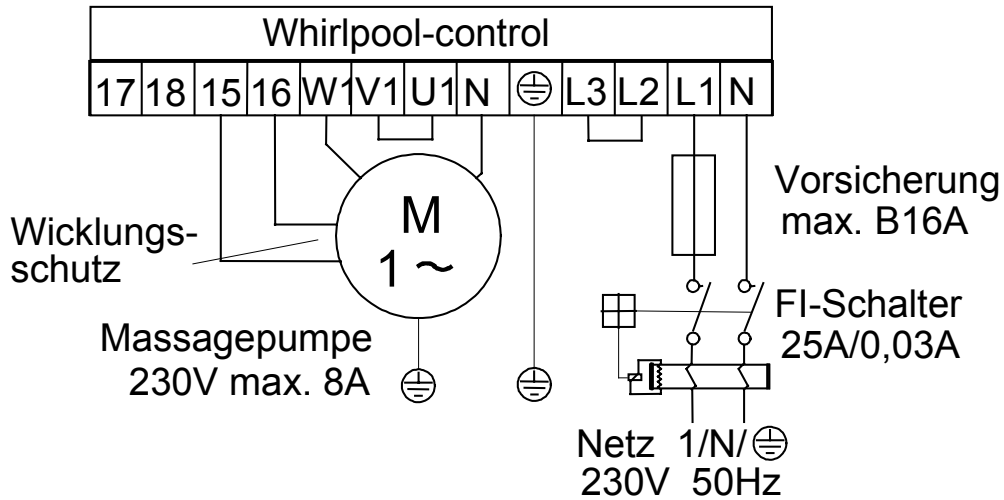 Whirlpool-control
17 18 15 16 W1 V1 U1 N L3 L2 L1 N
Vorsicherung
max. B16A
Wicklungs-
schutz
M
1 ~
FI-Schalter
25A/0,03A
Massagepumpe
230V max. 8A
Netz 1/N/
230V 50Hz